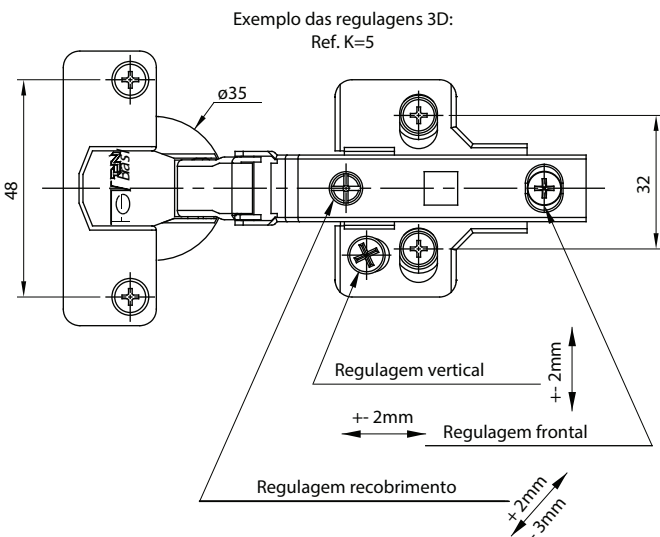 Exemplo das regulagens 3D:
Ref. K=5
ø35
48
32
Regulagem vertical
+- 2mm
+- 2mm
Regulagem frontal
Regulagem recobrimento
+ 2mm
- 3mm